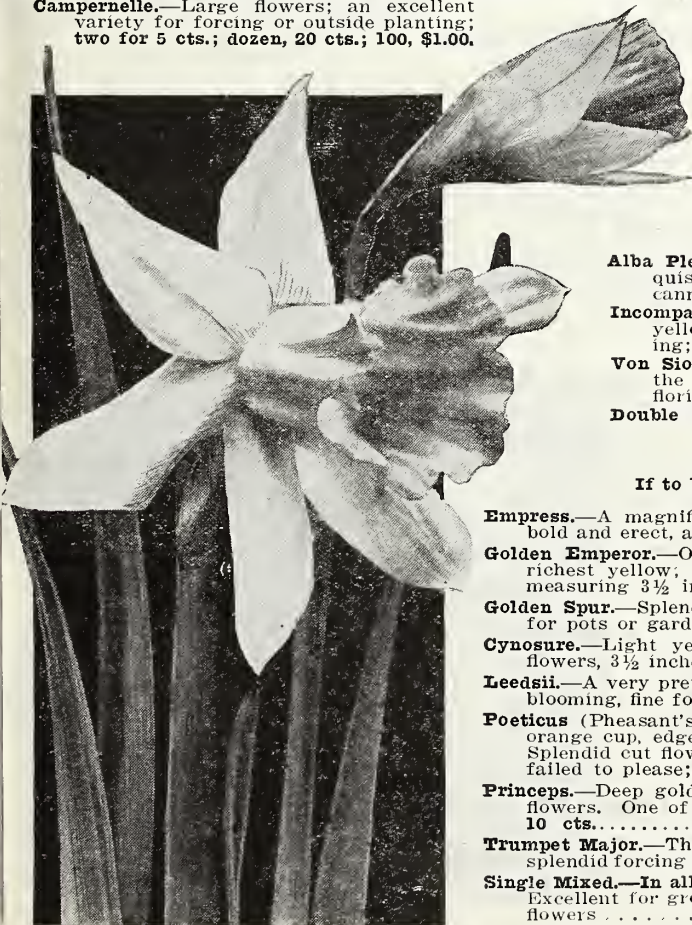 Campernelle.—Large flowers; an excellent
variety for forcing or outside planting;
two for 5 cts.; dozen, 20 cts.; 100, $1.00.
Alba Ple
quis
cann
Incompa
yello
ing;
Von Sio
the
flori
Double
If to
Empress.—A magnif
bold and erect, a
Golden Emperor.—O
richest yellow;
measuring 3½ in
Golden Spur.—Splen
for pots or gard
Cynosure.—Light ye
flowers, 3½ inche
Leedsii.—A very pre
blooming, fine fo
Poeticus (Pheasant's
orange cup, edge
Splendid cut flow
failed to please;
Princeps.—Deep gold
flowers. One of
10 cts..........
Trumpet Major.—Th
splendid forcing
Single Mixed.—In all
Excellent for gre
flowers ......